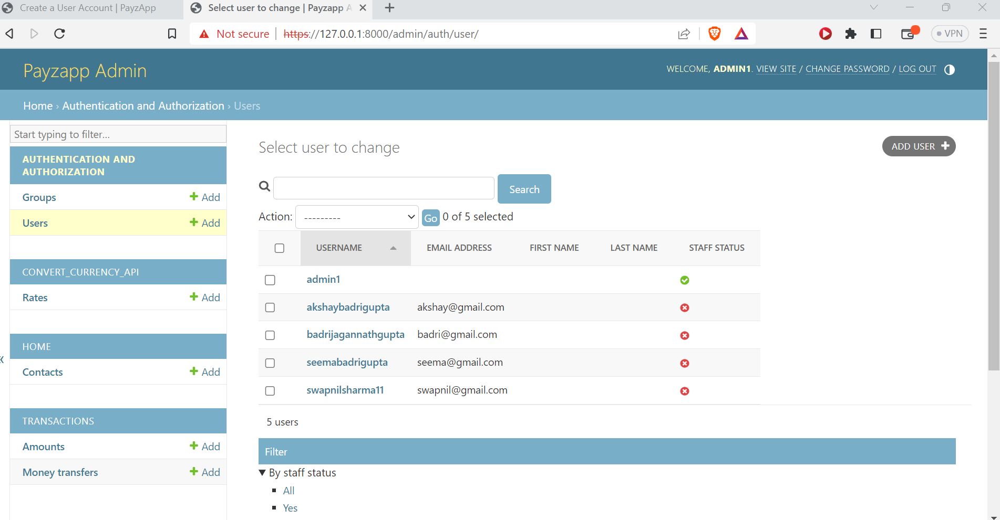 Create a User Account | PayzApp
Select user to change | Payzapp A
Not secure
https://127.0.0.1:8000/admin/auth/user/
VPN
Payzapp Admin
WELCOME, ADMIN1. VIEW SITE / CHANGE PASSWORD / LOG OUT
Home › Authentication and Authorization › Users
Start typing to filter...
AUTHENTICATION AND
AUTHORIZATION
Groups
Add
Users
Add
CONVERT_CURRENCY_API
Rates
Add
HOME
Contacts
Add
TRANSACTIONS
Amounts
Add
Money transfers
Add
«
Select user to change
ADD USER
Search
Action: --------- Go 0 of 5 selected
USERNAME EMAIL ADDRESS FIRST NAME LAST NAME STAFF STATUS
admin1
akshaybadrigupta akshay@gmail.com
badrijagannathgupta badri@gmail.com
seemabadrigupta seema@gmail.com
swapnilsharma11 swapnil@gmail.com
5 users
Filter
By staff status
All
Yes